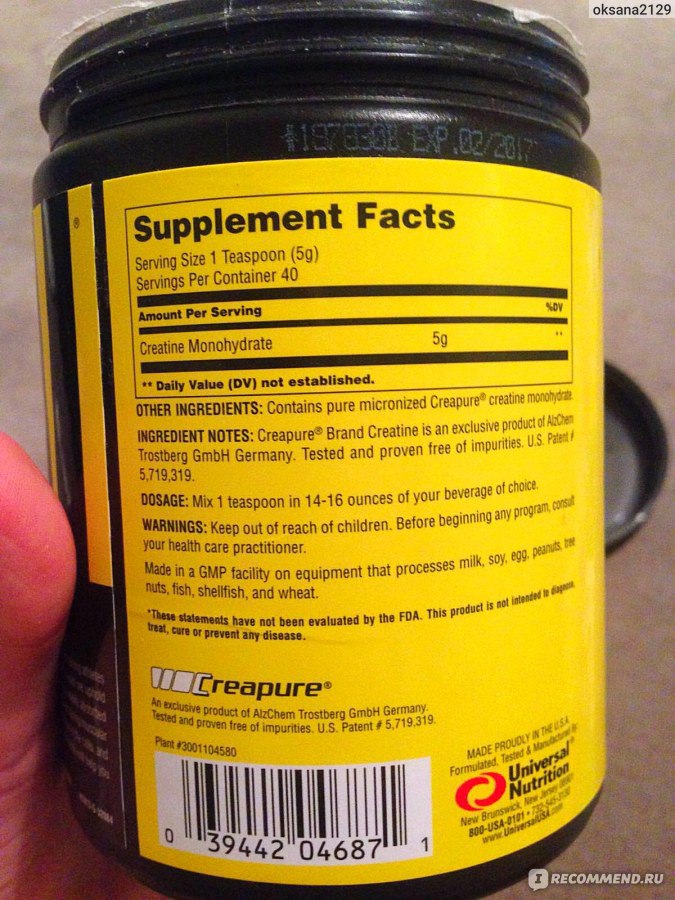 oksana2129
EXP.02/2017
®
Supplement Facts
Serving Size 1 Teaspoon (5g)
Servings Per Container 40
Amount Per Serving %DV
Creatine Monohydrate 5g **
** Daily Value (DV) not established.
OTHER INGREDIENTS: Contains pure micronized Creapure® creatine monohydrate.
INGREDIENT NOTES: Creapure® Brand Creatine is an exclusive product of AlzChem
Trostberg GmbH Germany. Tested and proven free of impurities. U.S. Patent #
5,719,319.
DOSAGE: Mix 1 teaspoon in 14-16 ounces of your beverage of choice.
WARNINGS: Keep out of reach of children. Before beginning any program, consult
your health care practitioner.
Made in a GMP facility on equipment that processes milk, soy, egg, peanuts, tree
nuts, fish, shellfish, and wheat.
*These statements have not been evaluated by the FDA. This product is not intended to diagnose,
treat, cure or prevent any disease.
Creapure®
An exclusive product of AlzChem Trostberg GmbH Germany.
Tested and proven free of impurities. U.S. Patent # 5,719,319.
Plant #3001104580
0 39442 04687 1
MADE PROUDLY IN THE U.S.A.
Formulated, Tested & Manufactured By:
Universal®
Nutrition
New Brunswick, New Jersey
800-USA-0101 • 732-545-3130
www.UniversalUSA.com
IRECOMMEND.RU